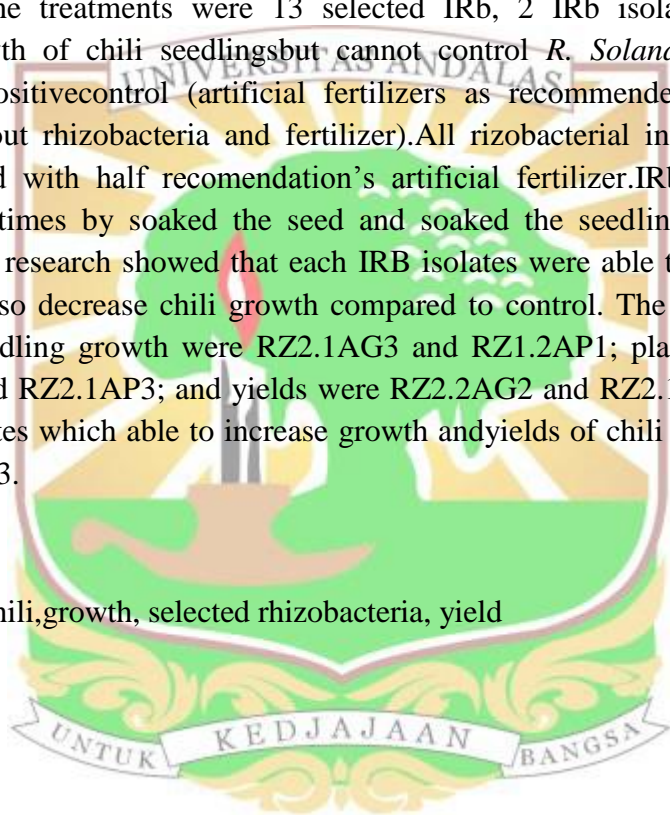 ne treatments were 13 selected IRb, 2 IRb isola
th of chili seedlingsbut cannot control R. Solana
UNIVERSITAS ANDALAS
ositivecontrol (artificial fertilizers as recommende
out rhizobacteria and fertilizer).All rizobacterial in
d with half recomendation's artificial fertilizer.IRb
times by soaked the seed and soaked the seedlin
research showed that each IRB isolates were able t
so decrease chili growth compared to control. The
dling growth were RZ2.1AG3 and RZ1.2AP1; pla
d RZ2.1AP3; and yields were RZ2.2AG2 and RZ2.1
tes which able to increase growth andyields of chili
3.
hili,growth, selected rhizobacteria, yield
UNTUK KEDJAJAAN BANGSA